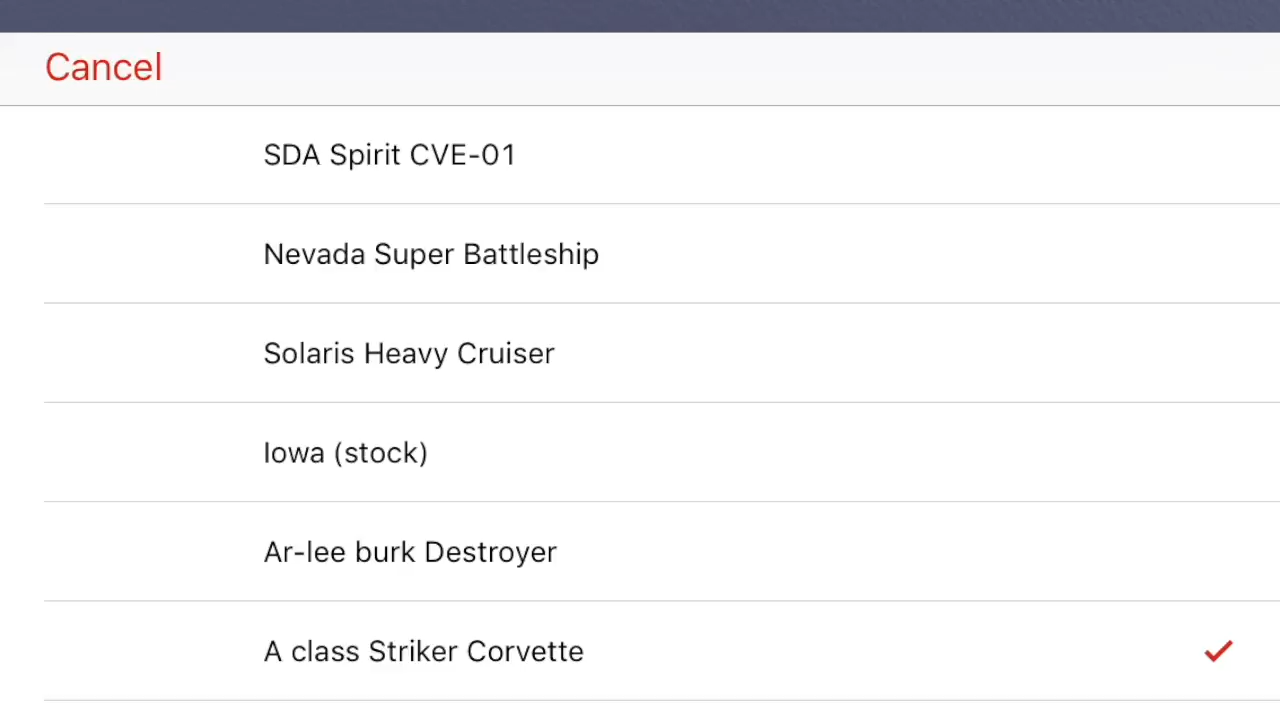 Cancel
SDA Spirit CVE-01
Nevada Super Battleship
Solaris Heavy Cruiser
Iowa (stock)
Ar-lee burk Destroyer
A class Striker Corvette